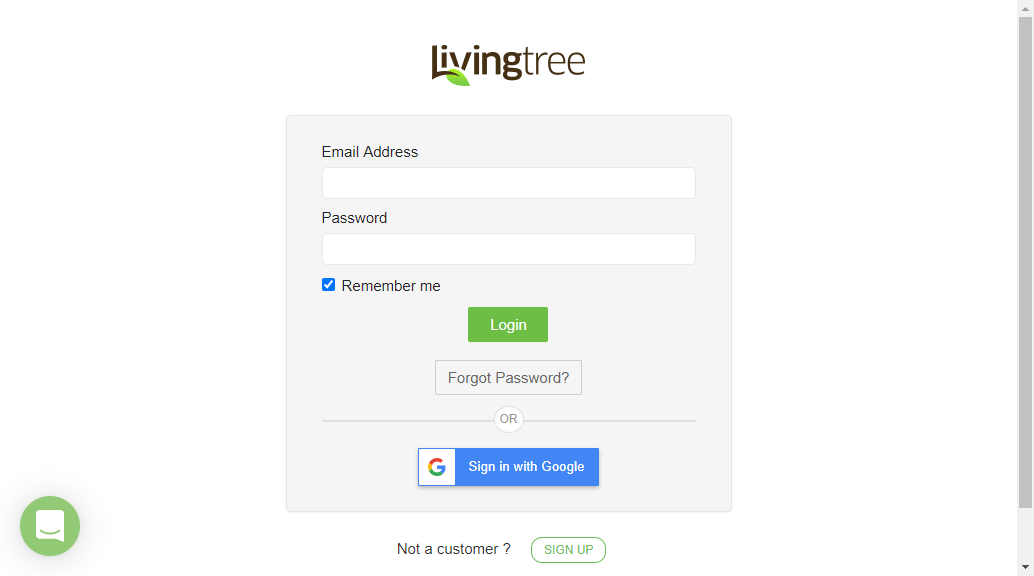 livingtree
Email Address
Password
Remember me
Login
Forgot Password?
OR
Sign in with Google
Not a customer ?
SIGN UP